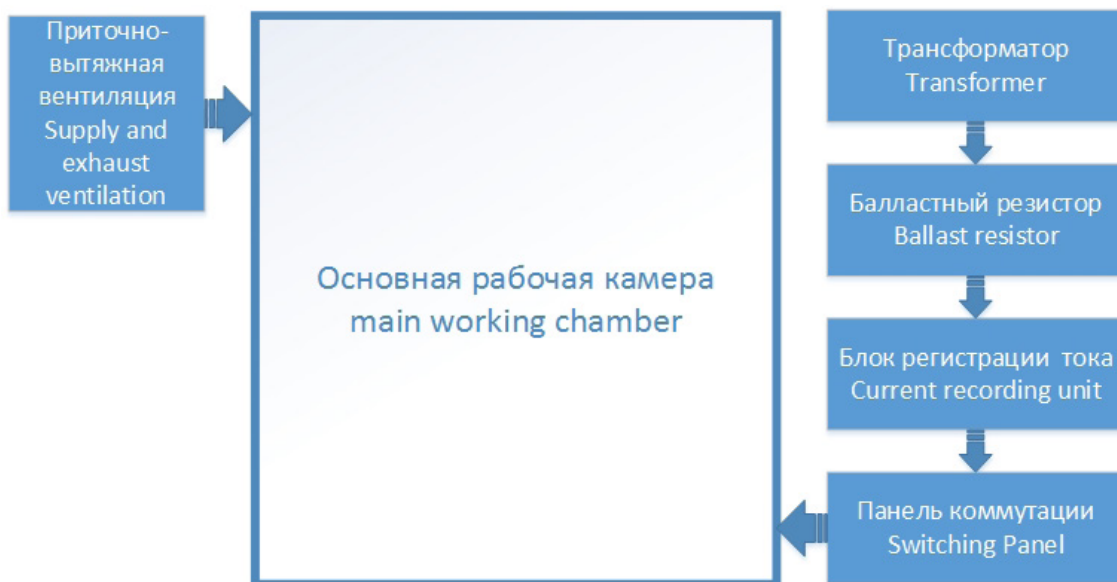 Приточно-
вытяжная
вентиляция
Supply and
exhaust
ventilation
Основная рабочая камера
main working chamber
Трансформатор
Transformer
Балластный резистор
Ballast resistor
Блок регистрации тока
Current recording unit
Панель коммутации
Switching Panel